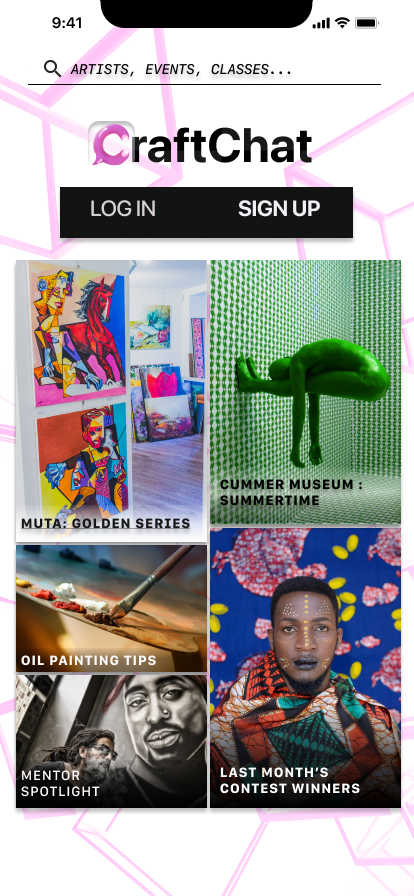 9:41
ARTISTS, EVENTS, CLASSES...
CraftChat
LOG IN
SIGN UP
MUTA: GOLDEN SERIES
CUMMER MUSEUM :
SUMMERTIME
OIL PAINTING TIPS
MENTOR
SPOTLIGHT
LAST MONTH'S
CONTEST WINNERS